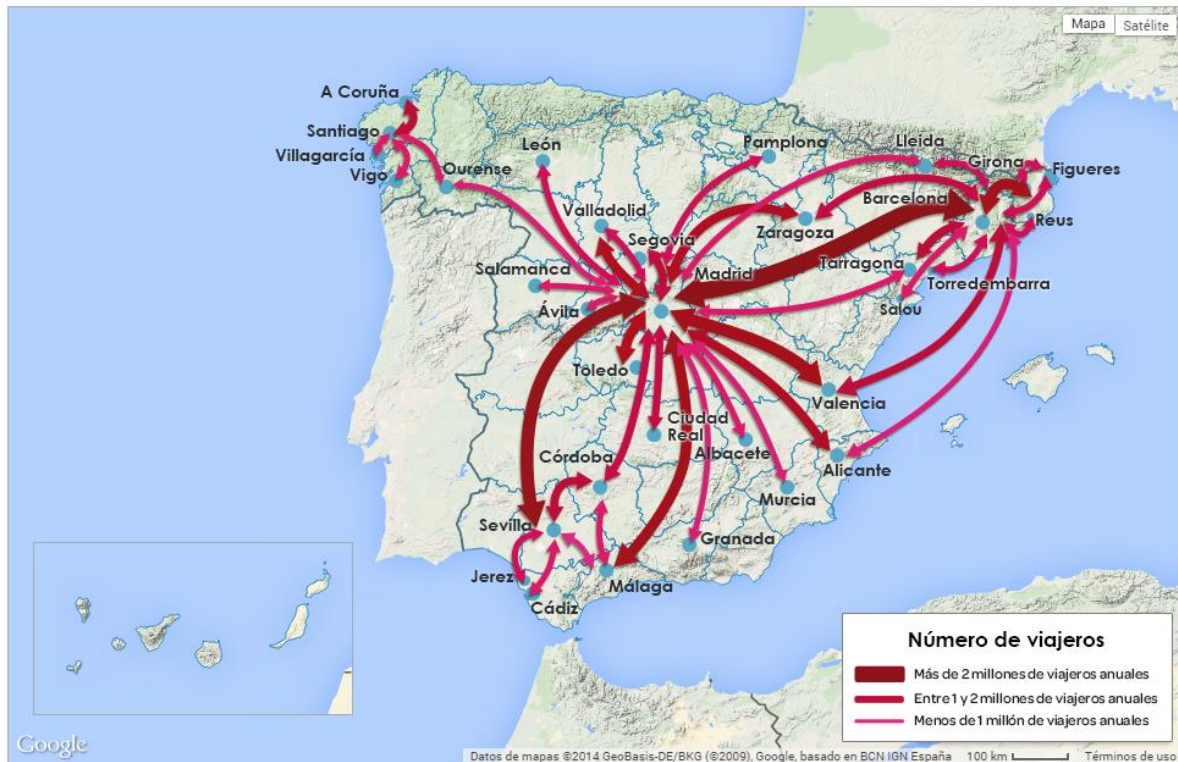 Mapa
Satélite
A Coruña
Santiago
Villagarcía
Vigo
Ourense
León
Pamplona
Lleida
Girona
Figueres
Barcelona
Reus
Valladolid
Zaragoza
Segovia
Salamanca
Madrid
Tarragona
Torredembarra
Salou
Ávila
Toledo
Valencia
Ciudad
Real
Albacete
Alicante
Córdoba
Murcia
Sevilla
Granada
Jerez
Málaga
Cádiz
Número de viajeros
Más de 2 millones de viajeros anuales
Entre 1 y 2 millones de viajeros anuales
Menos de 1 millón de viajeros anuales
Google
Datos de mapas ©2014 GeoBasis-DE/BKG (©2009), Google, basado en BCN IGN España
100 km
Términos de uso